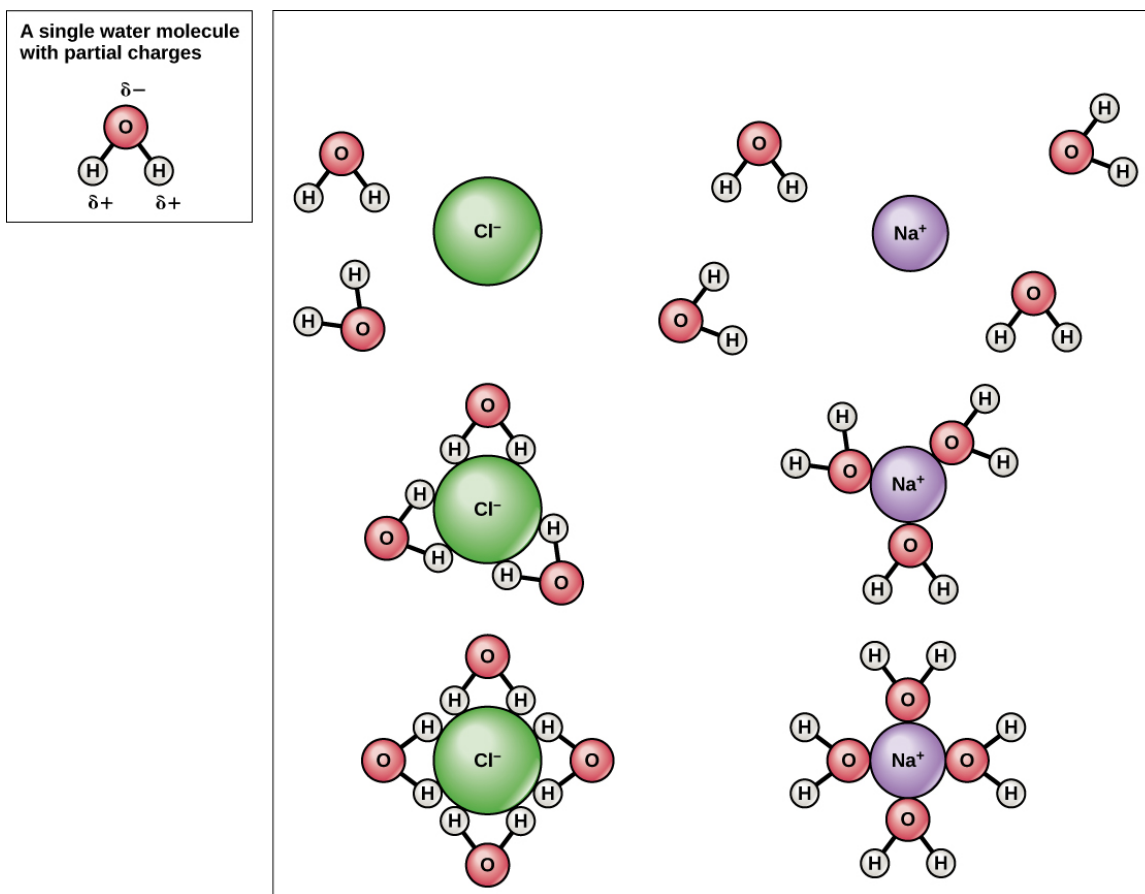 A single water molecule
with partial charges
δ−
O
H H
δ+ δ+
H
O O O
H H H H H
Cl⁻ Na⁺
H H
H O O H O
H H H
O H H
H H H O
Cl⁻ H O Na⁺ H
H
O H H O
H O H H
O H H
H H O
H H H H
O Cl⁻ O O Na⁺ O
H H H H
H H O
O H H